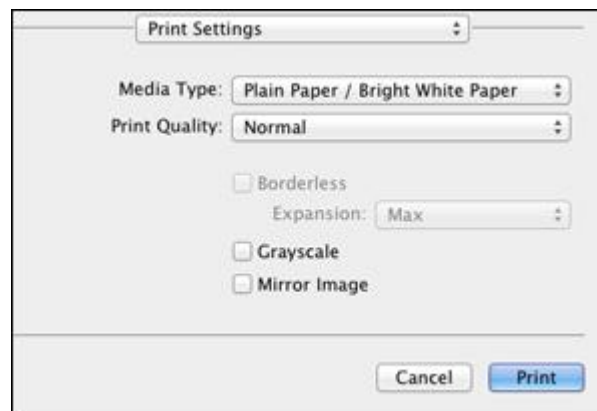 Print Settings
Media Type: Plain Paper / Bright White Paper
Print Quality: Normal
Borderless
Expansion: Max
Grayscale
Mirror Image
Cancel Print